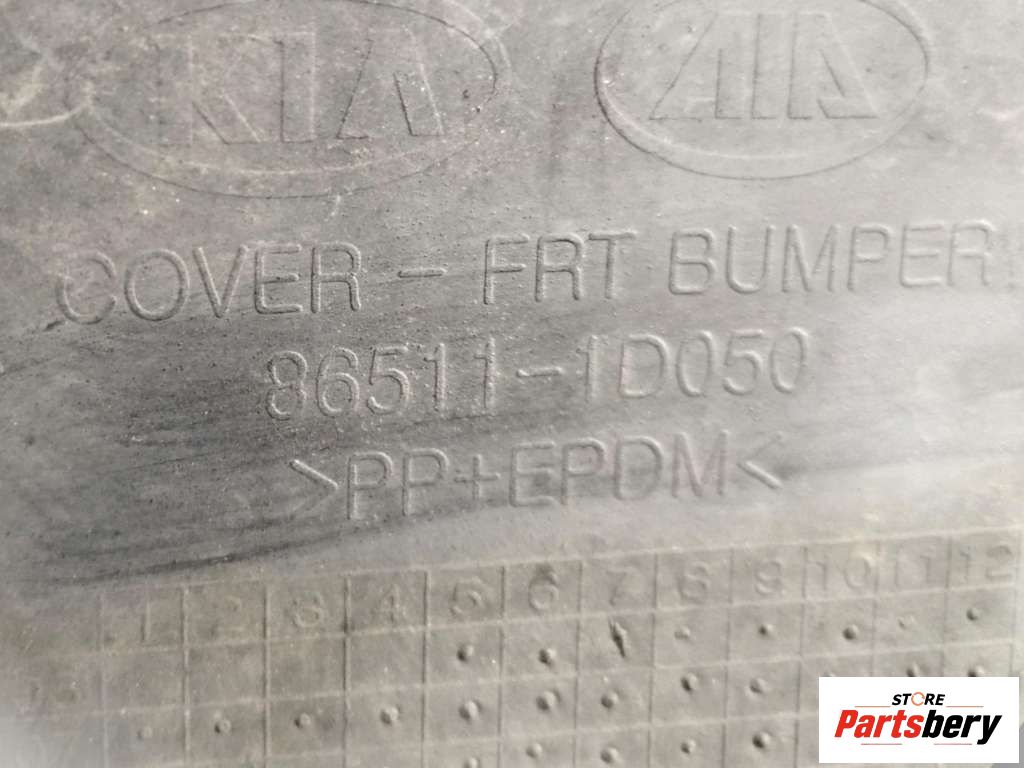 KIA KIA
COVER - FRT BUMPER
86511-1D050
>PP+EPDM<
1 2 3 4 5 6 7 8 9 10 11 12
STORE
Partsbery